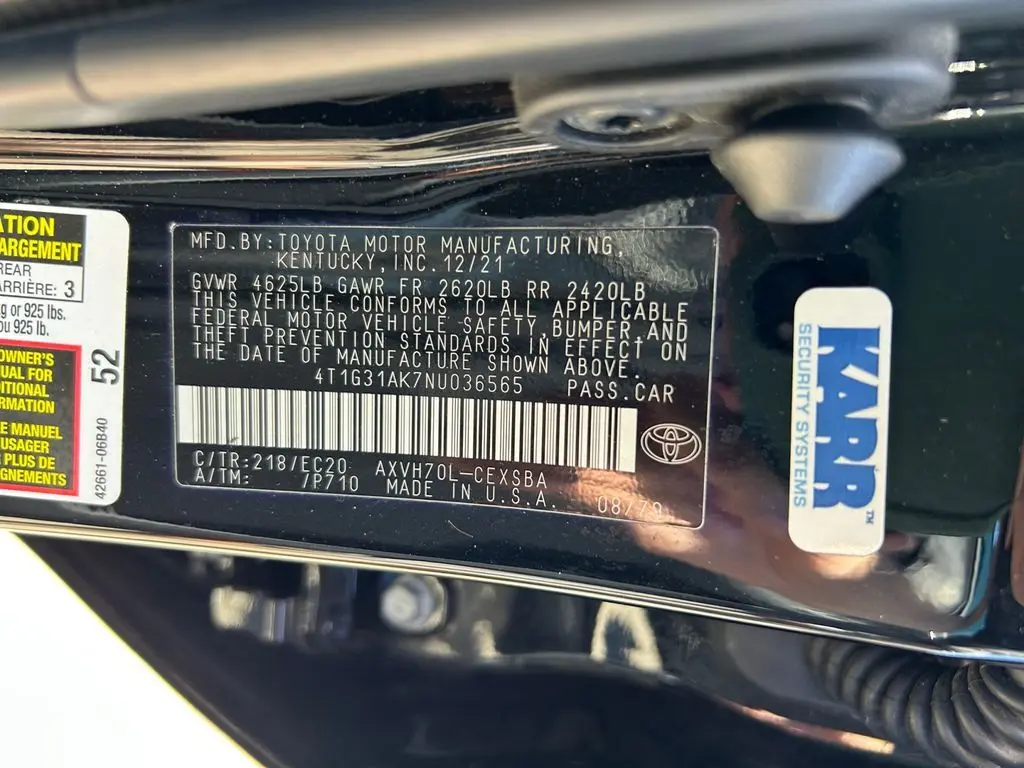 ATION
ARGEMENT
REAR
ARRIÈRE: 3
g or 925 lbs.
ou 925 lb.
OWNER'S
UAL FOR
ITIONAL
RMATION
E MANUEL
USAGER
PLUS DE
GNEMENTS
52
42661-06B40
MFD.BY:TOYOTA MOTOR MANUFACTURING,
KENTUCKY, INC. 12/21
GVWR 4625LB GAWR FR 2620LB RR 2420LB
THIS VEHICLE CONFORMS TO ALL APPLICABLE
FEDERAL MOTOR VEHICLE SAFETY, BUMPER, AND
THEFT PREVENTION STANDARDS IN EFFECT ON
THE DATE OF MANUFACTURE SHOWN ABOVE.
4T1G31AK7NU036565 PASS.CAR
C/TR:218/EC20 AXVH70L-CEXSBA
A/TM: /P710 MADE IN U.S.A.
KARR™
SECURITY SYSTEMS